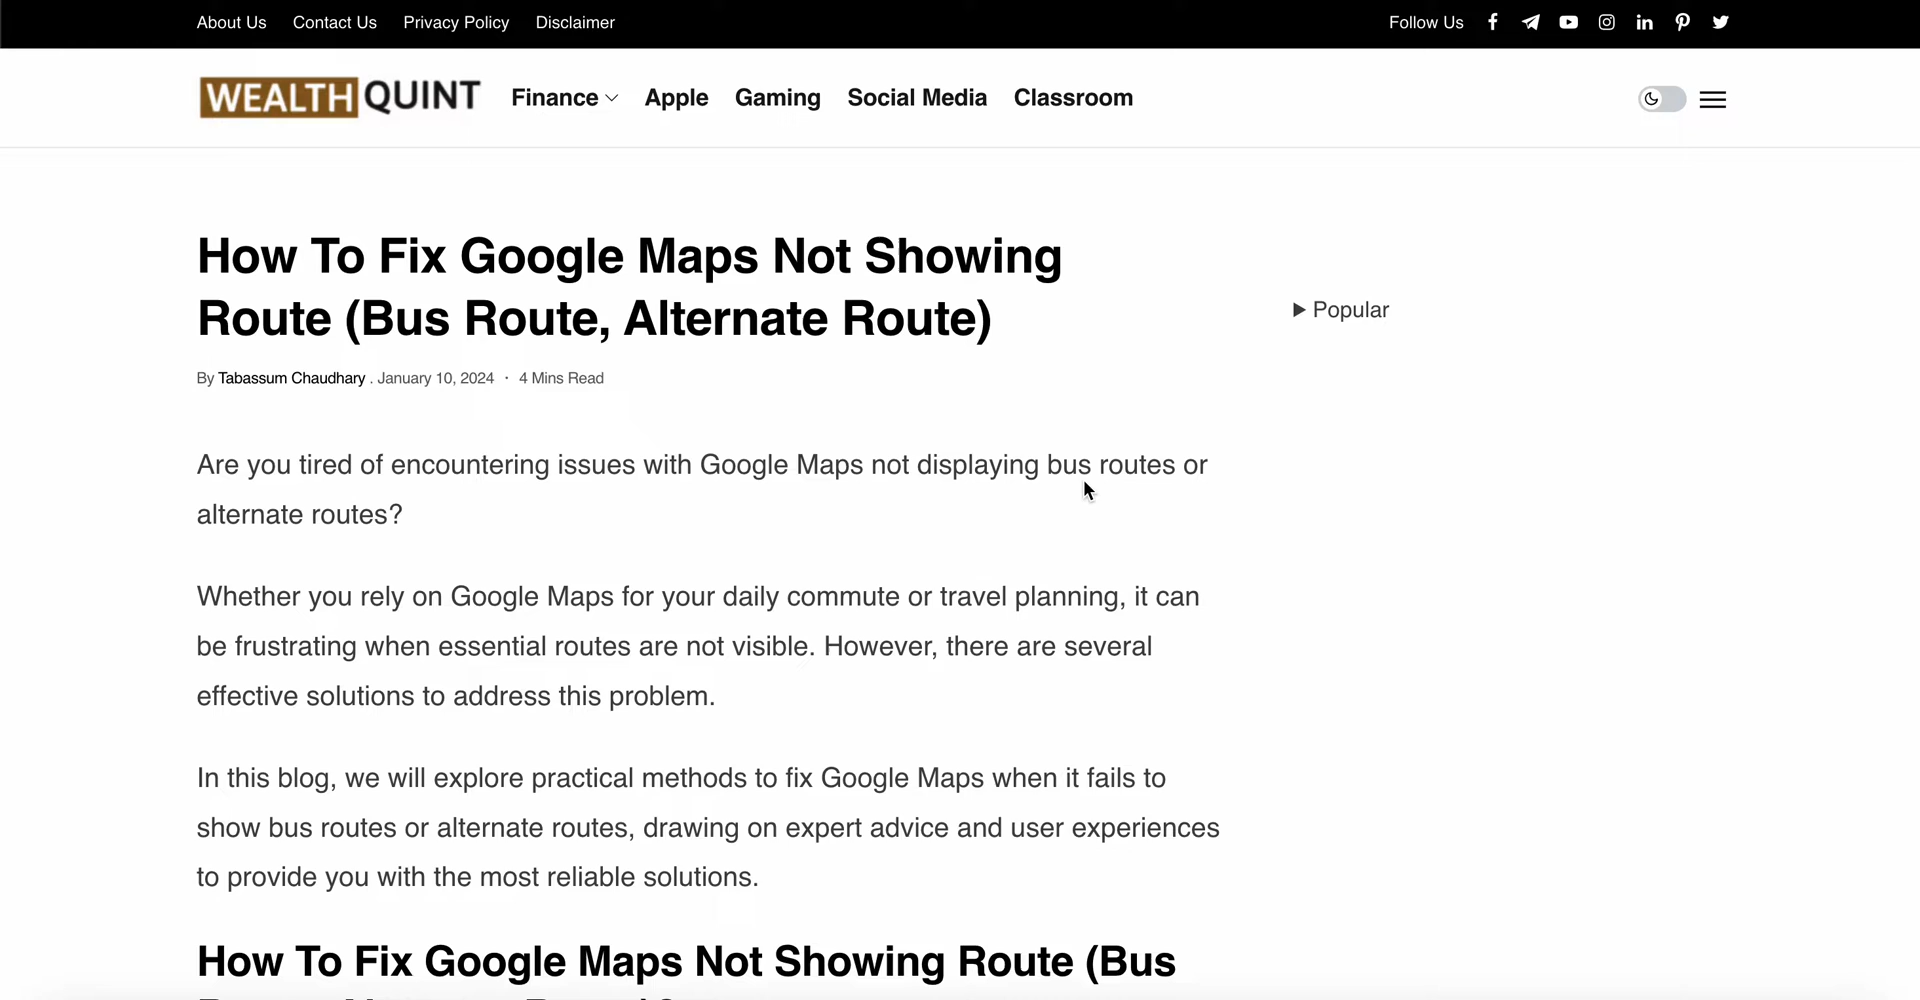 About Us Contact Us Privacy Policy Disclaimer Follow Us
WEALTH QUINT Finance Apple Gaming Social Media Classroom
How To Fix Google Maps Not Showing
Route (Bus Route, Alternate Route)
Popular
By Tabassum Chaudhary . January 10, 2024 · 4 Mins Read
Are you tired of encountering issues with Google Maps not displaying bus routes or
alternate routes?
Whether you rely on Google Maps for your daily commute or travel planning, it can
be frustrating when essential routes are not visible. However, there are several
effective solutions to address this problem.
In this blog, we will explore practical methods to fix Google Maps when it fails to
show bus routes or alternate routes, drawing on expert advice and user experiences
to provide you with the most reliable solutions.
How To Fix Google Maps Not Showing Route (Bus